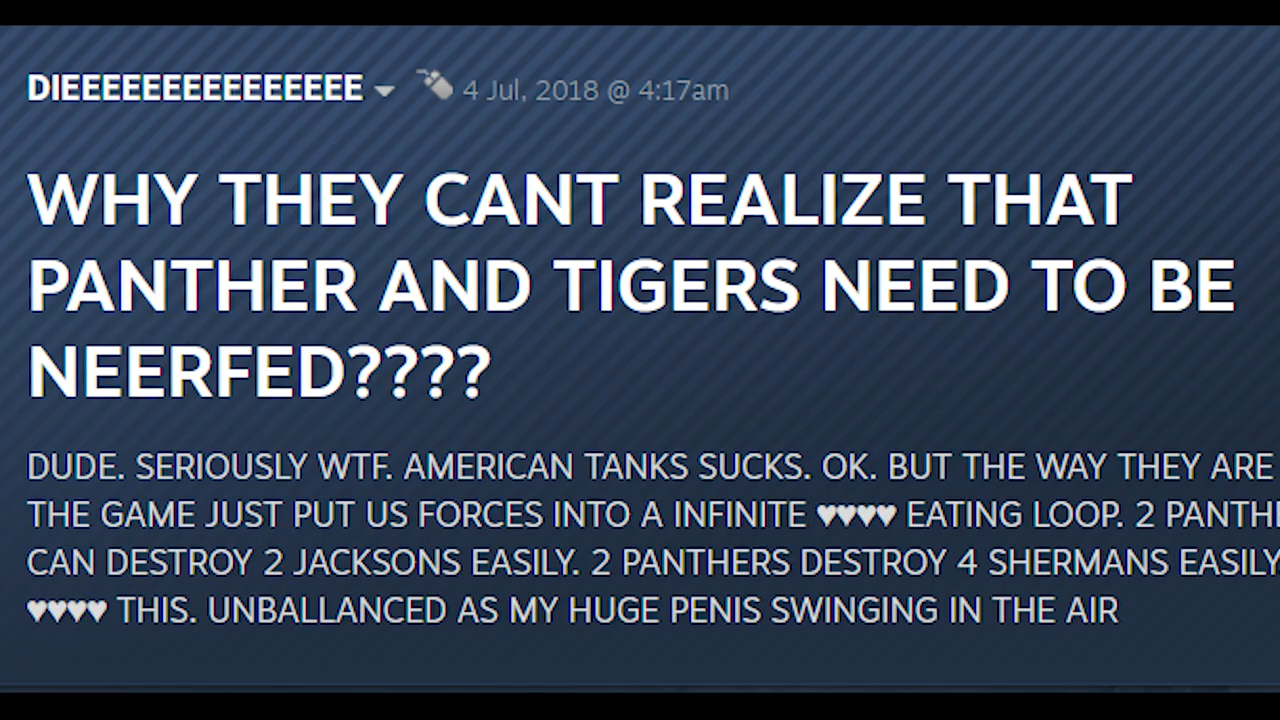 DIEEEEEEEEEEEEEEE 4 Jul, 2018 @ 4:17am
WHY THEY CANT REALIZE THAT
PANTHER AND TIGERS NEED TO BE
NEERFED????
DUDE. SERIOUSLY WTF. AMERICAN TANKS SUCKS. OK. BUT THE WAY THEY ARE
THE GAME JUST PUT US FORCES INTO A INFINITE ♥♥♥♥ EATING LOOP. 2
CAN DESTROY 2 JACKSONS EASILY. 2 PANTHERS DESTROY 4 SHERMANS EASILY
♥♥♥♥ THIS. UNBALLANCED AS MY HUGE PENIS SWINGING IN THE AIR